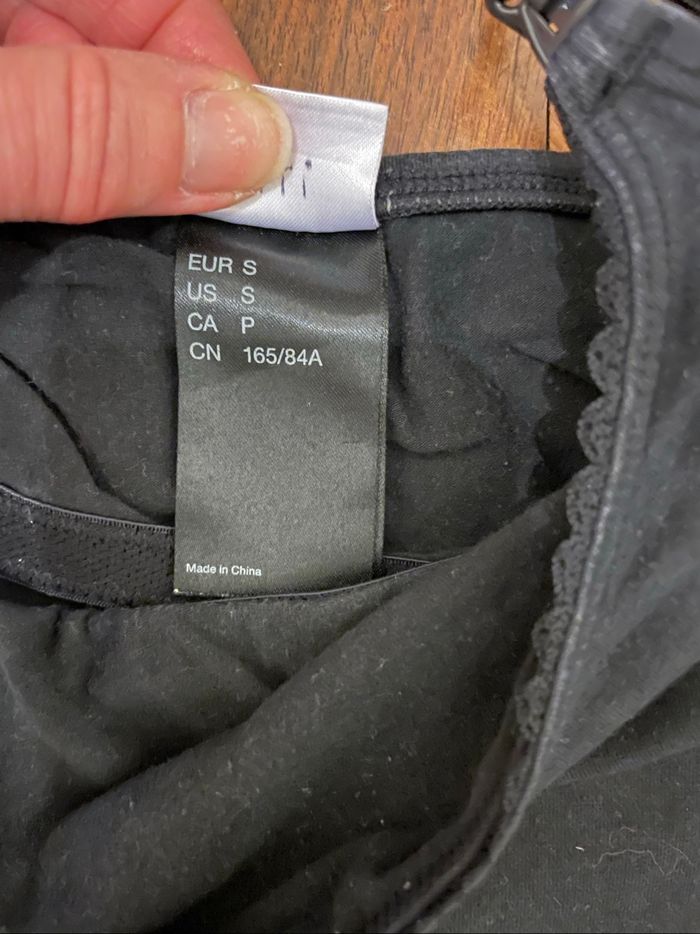 EUR S
US S
CA P
CN 165/84A
Made in China